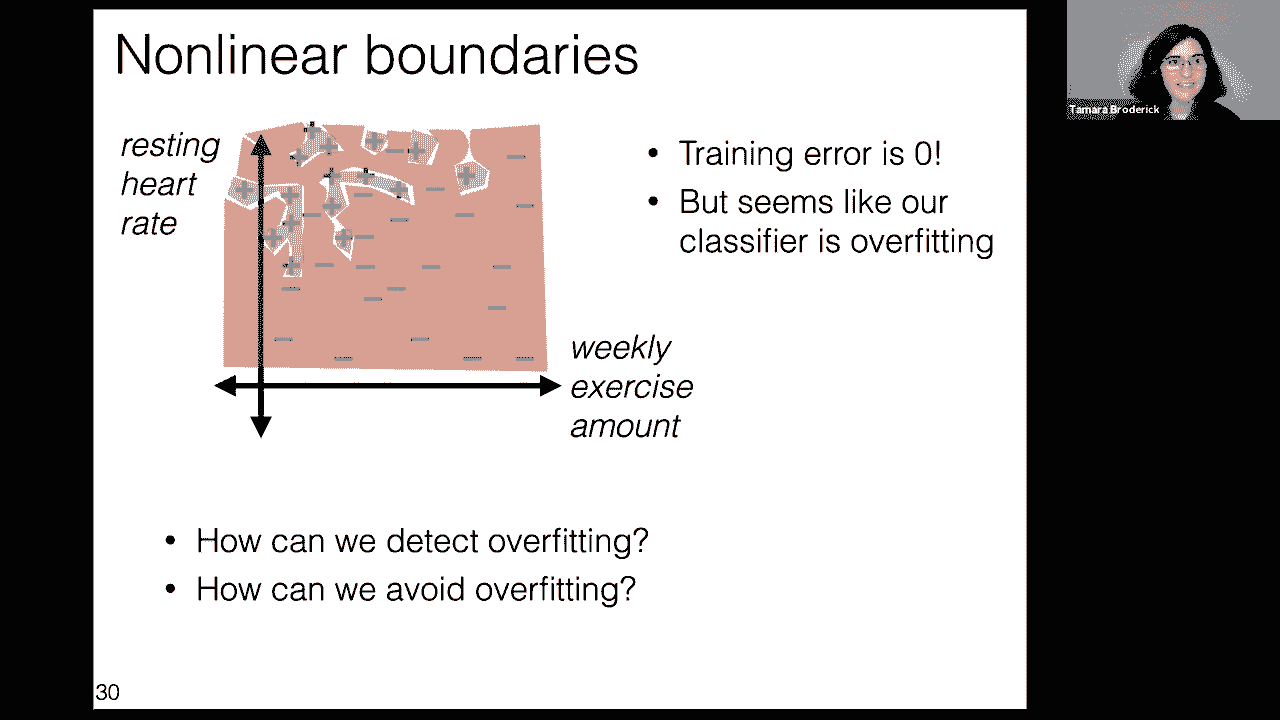 Nonlinear boundaries
resting
heart
rate
• Training error is 0!
• But seems like our
classifier is overfitting
weekly
exercise
amount
• How can we detect overfitting?
• How can we avoid overfitting?
30
Tamara Broderick